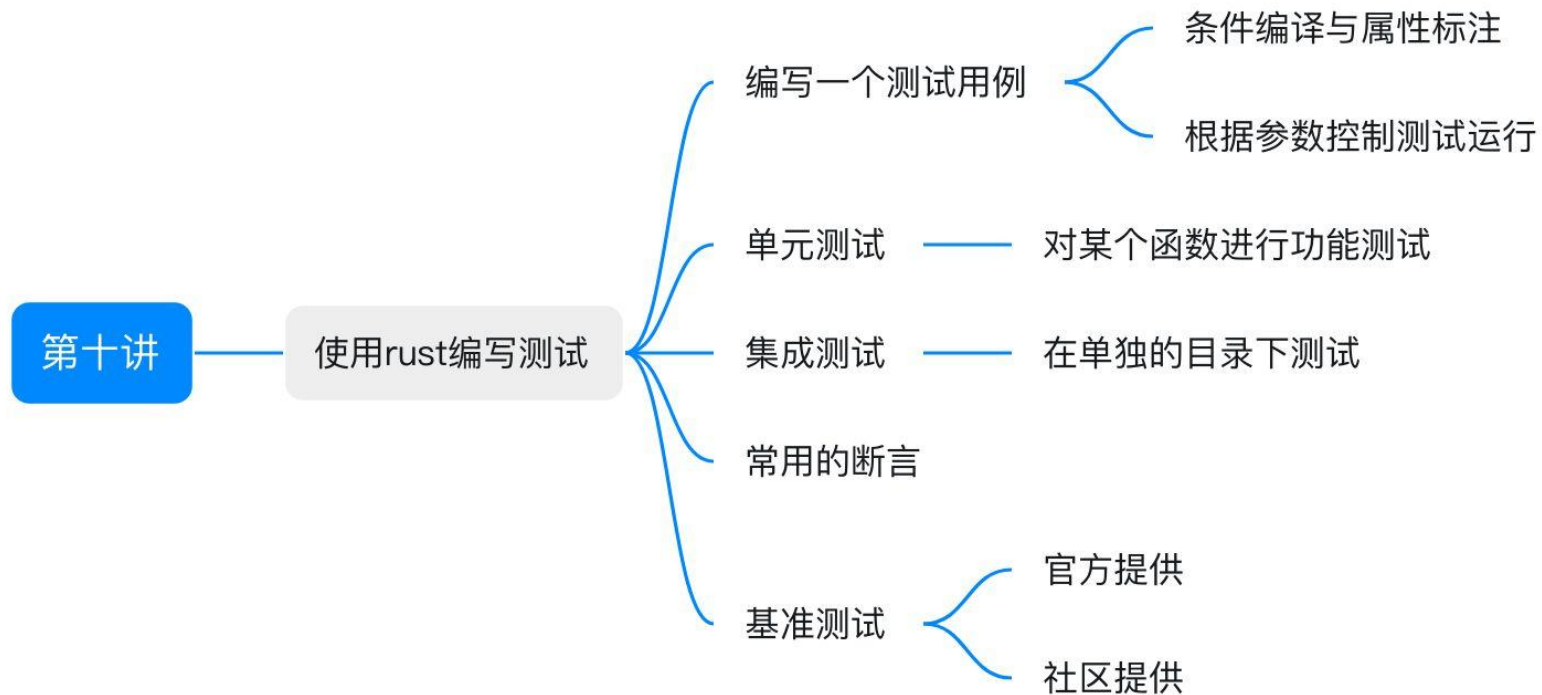 第十讲
使用rust编写测试
编写一个测试用例
条件编译与属性标注
根据参数控制测试运行
单元测试
对某个函数进行功能测试
集成测试
在单独的目录下测试
常用的断言
基准测试
官方提供
社区提供